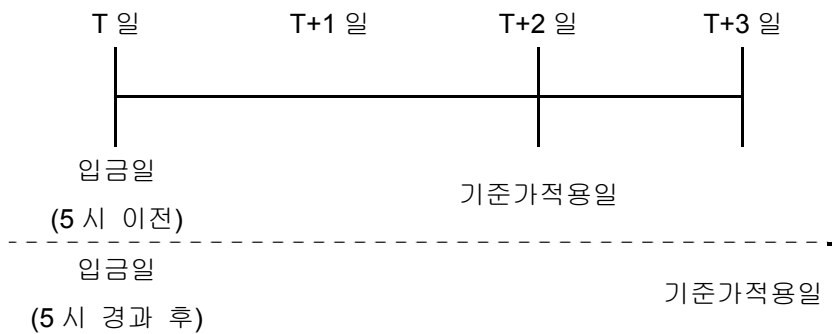 T 일 T+1 일 T+2 일 T+3 일
입금일
(5 시 이전)
기준가적용일
입금일
(5 시 경과 후)
기준가적용일